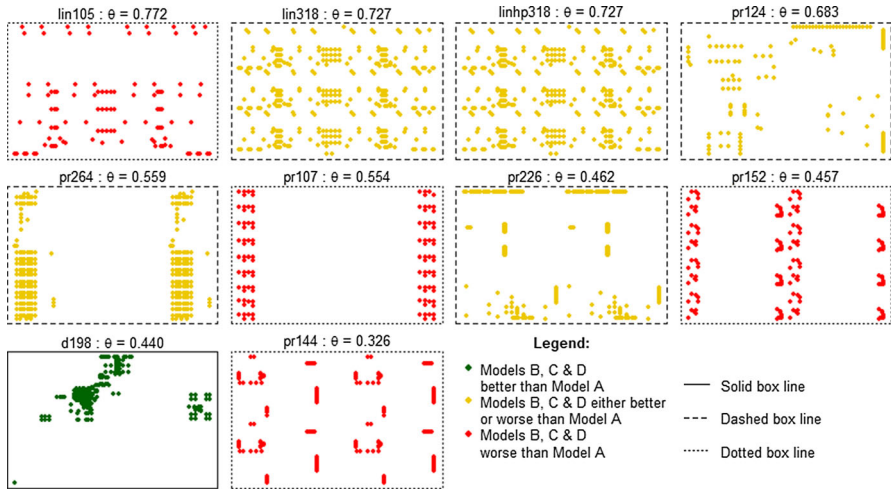 lin105 : θ = 0.772
lin318 : θ = 0.727
linhp318 : θ = 0.727
pr124 : θ = 0.683
pr264 : θ = 0.559
pr107 : θ = 0.554
pr226 : θ = 0.462
pr152 : θ = 0.457
d198 : θ = 0.440
pr144 : θ = 0.326
Legend:
Models B, C & D
better than Model A
Models B, C & D either better
or worse than Model A
Models B, C & D
worse than Model A
Solid box line
Dashed box line
Dotted box line